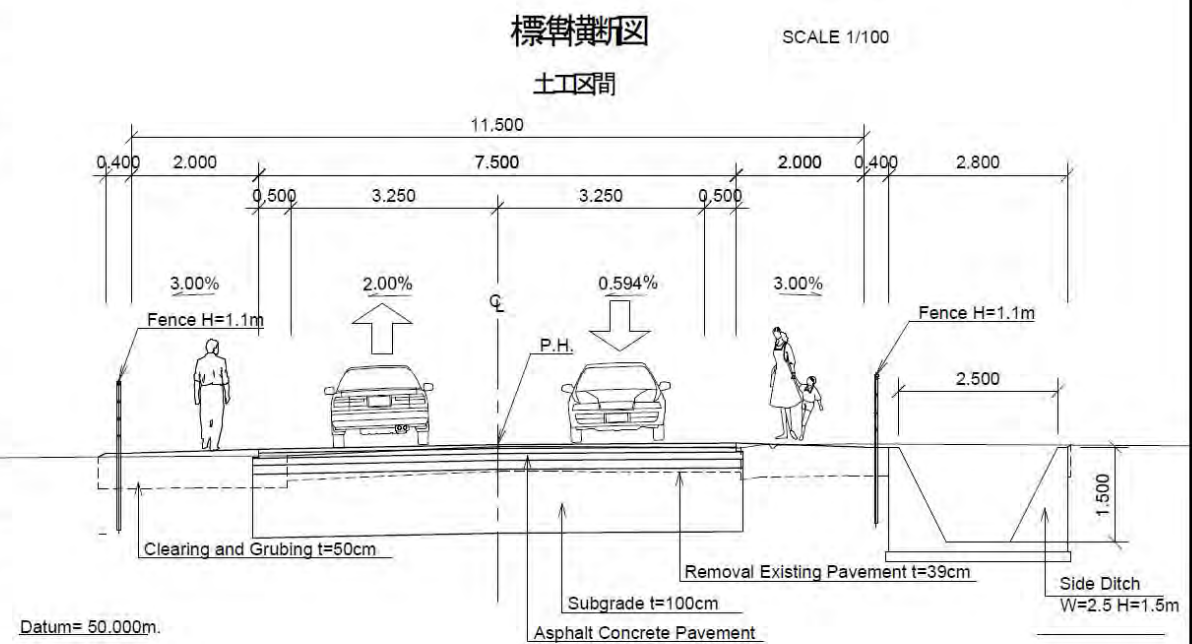 標準横断図
SCALE 1/100
土工区間
11.500
0.400 2.000 7.500 2.000 0.400 2.800
0.500 3.250 3.250 0.500
3.00% 2.00% 0.594% 3.00%
℄
Fence H=1.1m
Fence H=1.1m
P.H.
2.500
1.500
Clearing and Grubing t=50cm
Removal Existing Pavement t=39cm
Side Ditch
W=2.5 H=1.5m
Subgrade t=100cm
Datum= 50.000m.
Asphalt Concrete Pavement